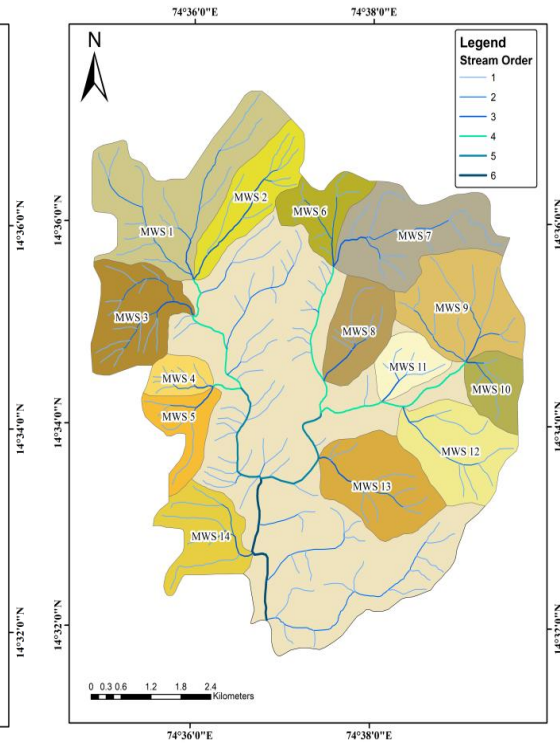 74°36'0"E 74°38'0"E
N
Legend
Stream Order
1
2
3
4
5
6
MWS 2
MWS 6
MWS 1
MWS 7
14°36'0"N
14°36'0"N
MWS 9
MWS 3
MWS 8
MWS 11
MWS 4
MWS 10
MWS 5
14°34'0"N
14°34'0"N
MWS 12
MWS 13
MWS 14
14°32'0"N
14°32'0"N
0 0.3 0.6 1.2 1.8 2.4
Kilometers
74°36'0"E 74°38'0"E